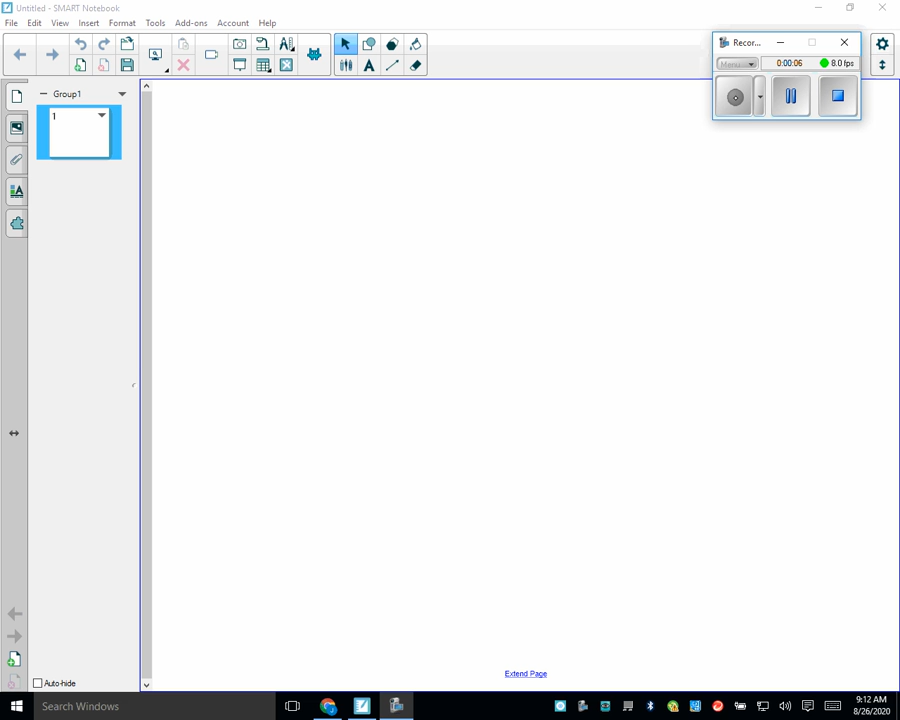 Untitled - SMART Notebook
File Edit View Insert Format Tools Add-ons Account Help
Recor...
Menu
0:00:06
8.0 fps
Group1
1
Extend Page
Auto-hide
Search Windows
9:12 AM
8/26/2020